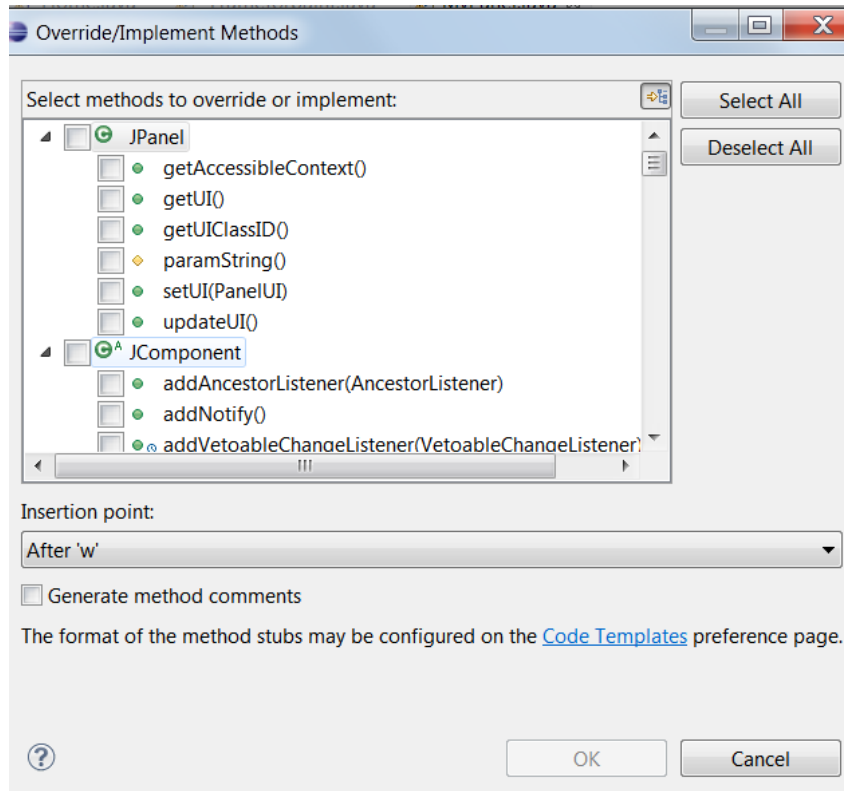 Override/Implement Methods
Select methods to override or implement:
Select All
Deselect All
JPanel
getAccessibleContext()
getUI()
getUIClassID()
paramString()
setUI(PanelUI)
updateUI()
A JComponent
addAncestorListener(AncestorListener)
addNotify()
addVetoableChangeListener(VetoableChangeListener)
Insertion point:
After 'w'
Generate method comments
The format of the method stubs may be configured on the Code Templates preference page.
OK
Cancel